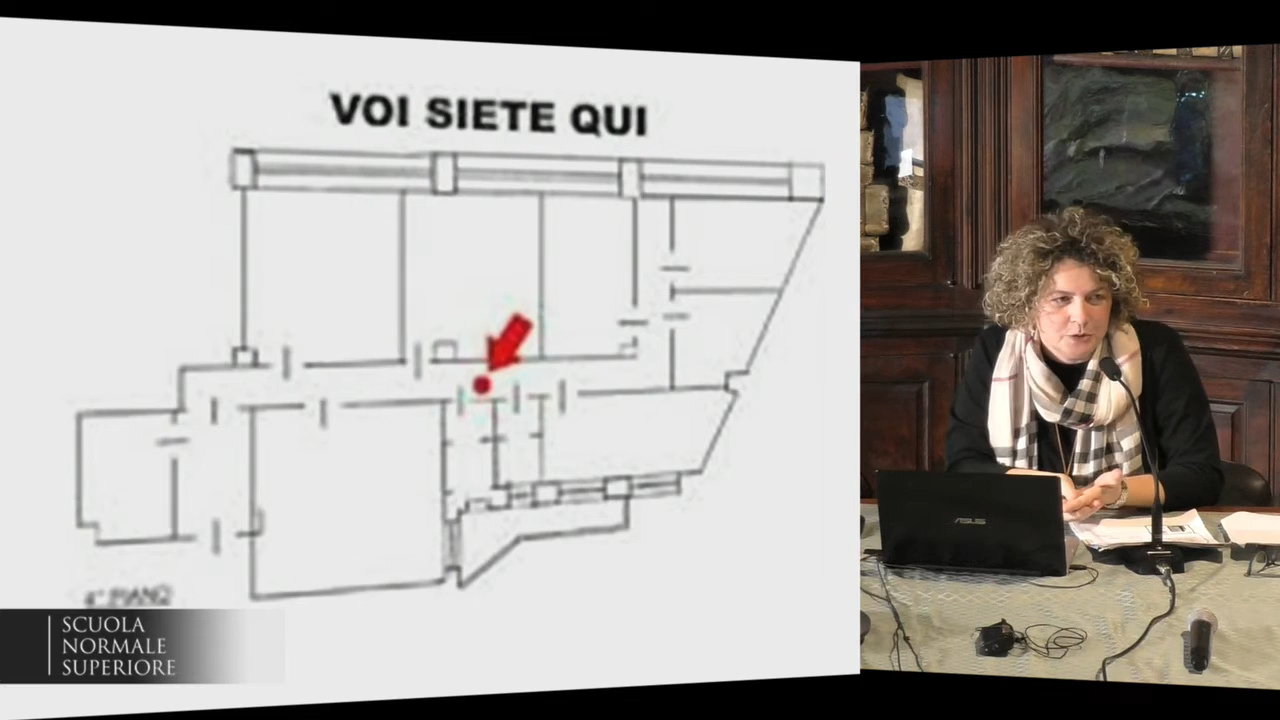 VOI SIETE QUI
4° PIANO
SCUOLA
NORMALE
SUPERIORE
ASUS